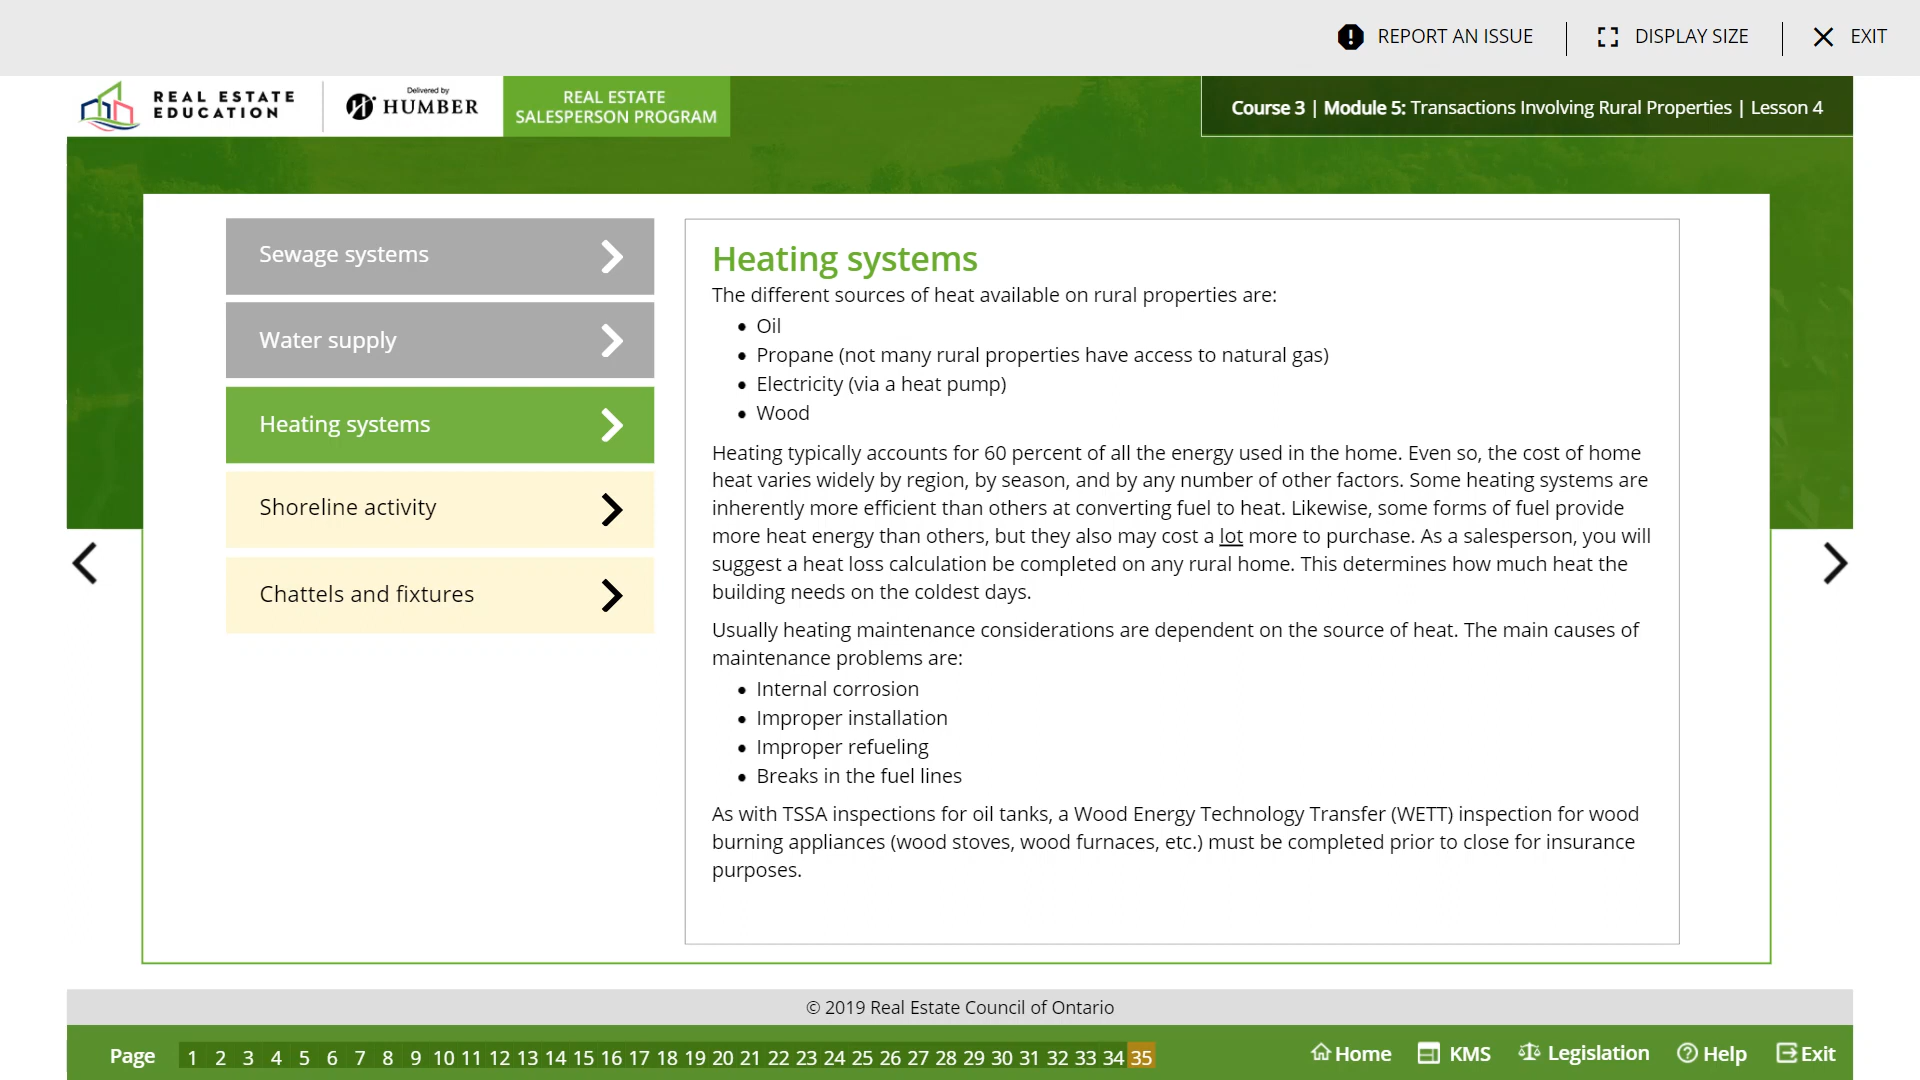 REPORT AN ISSUE
DISPLAY SIZE
EXIT
REAL ESTATE
EDUCATION
Delivered by
HUMBER
REAL ESTATE
SALESPERSON PROGRAM
Course 3 | Module 5: Transactions Involving Rural Properties | Lesson 4
Sewage systems
Water supply
Heating systems
Shoreline activity
Chattels and fixtures
Heating systems
The different sources of heat available on rural properties are:
• Oil
• Propane (not many rural properties have access to natural gas)
• Electricity (via a heat pump)
• Wood
Heating typically accounts for 60 percent of all the energy used in the home. Even so, the cost of home
heat varies widely by region, by season, and by any number of other factors. Some heating systems are
inherently more efficient than others at converting fuel to heat. Likewise, some forms of fuel provide
more heat energy than others, but they also may cost a lot more to purchase. As a salesperson, you will
suggest a heat loss calculation be completed on any rural home. This determines how much heat the
building needs on the coldest days.
Usually heating maintenance considerations are dependent on the source of heat. The main causes of
maintenance problems are:
• Internal corrosion
• Improper installation
• Improper refueling
• Breaks in the fuel lines
As with TSSA inspections for oil tanks, a Wood Energy Technology Transfer (WETT) inspection for wood
burning appliances (wood stoves, wood furnaces, etc.) must be completed prior to close for insurance
purposes.
© 2019 Real Estate Council of Ontario
Page 1 2 3 4 5 6 7 8 9 10 11 12 13 14 15 16 17 18 19 20 21 22 23 24 25 26 27 28 29 30 31 32 33 34 35
Home KMS Legislation Help Exit